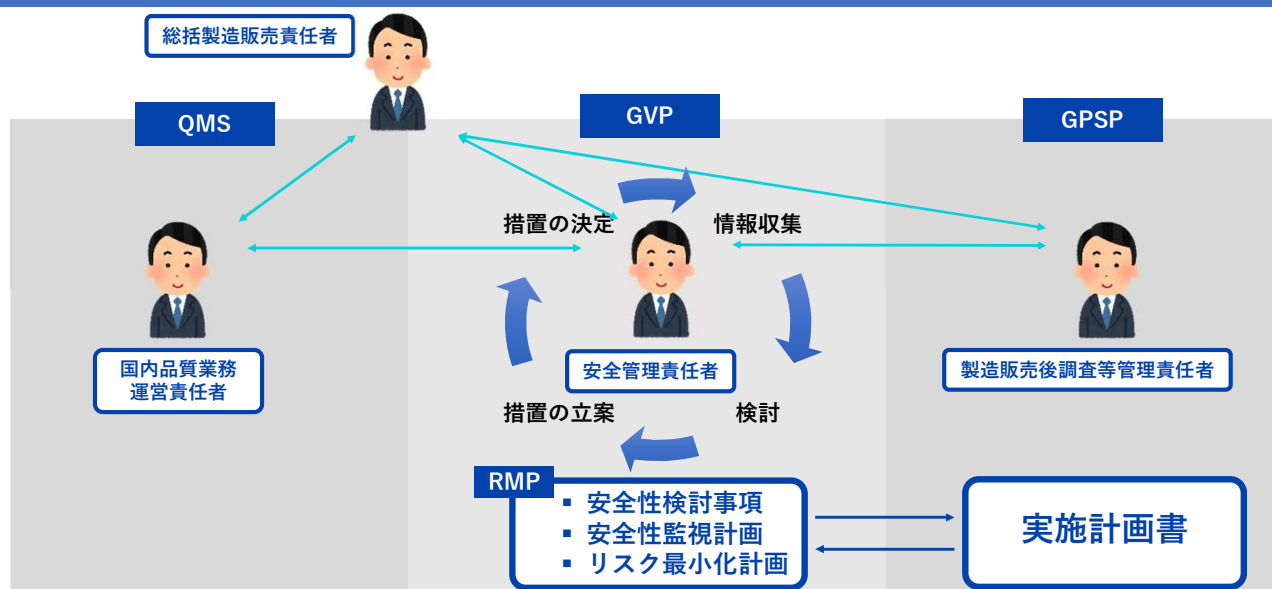 総括製造販売責任者
QMS
GVP
GPSP
措置の決定
情報収集
国内品質業務
運営責任者
安全管理責任者
製造販売後調査等管理責任者
措置の立案
検討
RMP
▪ 安全性検討事項
▪ 安全性監視計画
▪ リスク最小化計画
実施計画書